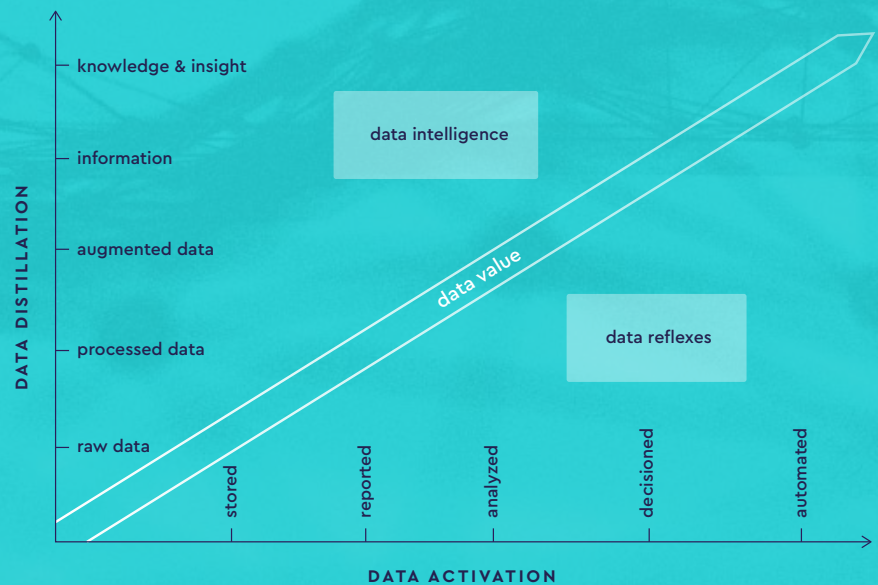 knowledge & insight
data intelligence
information
augmented data
data value
data reflexes
processed data
raw data
stored
reported
analyzed
decisioned
automated
DATA DISTILLATION
DATA ACTIVATION